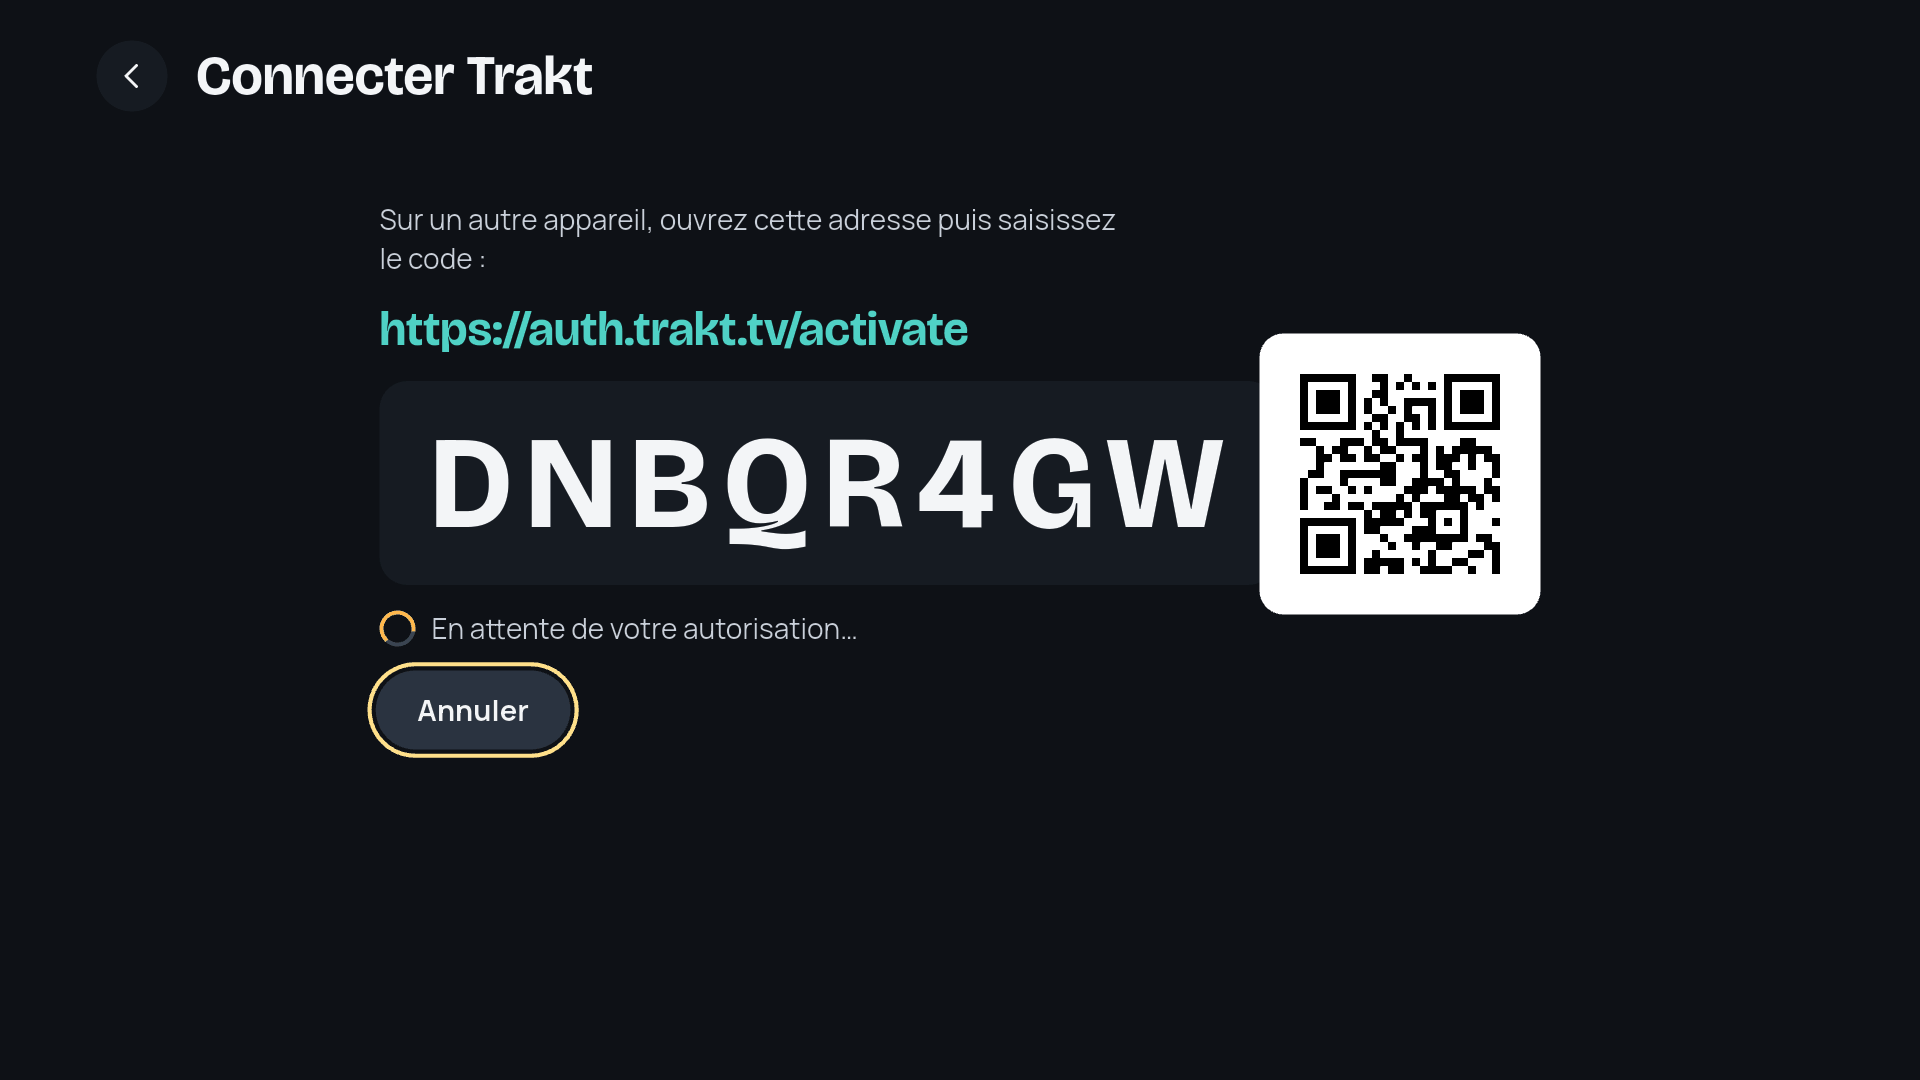 Connecter Trakt
Sur un autre appareil, ouvrez cette adresse puis saisissez
le code :
https://auth.trakt.tv/activate
DNBQR4GW
En attente de votre autorisation…
Annuler